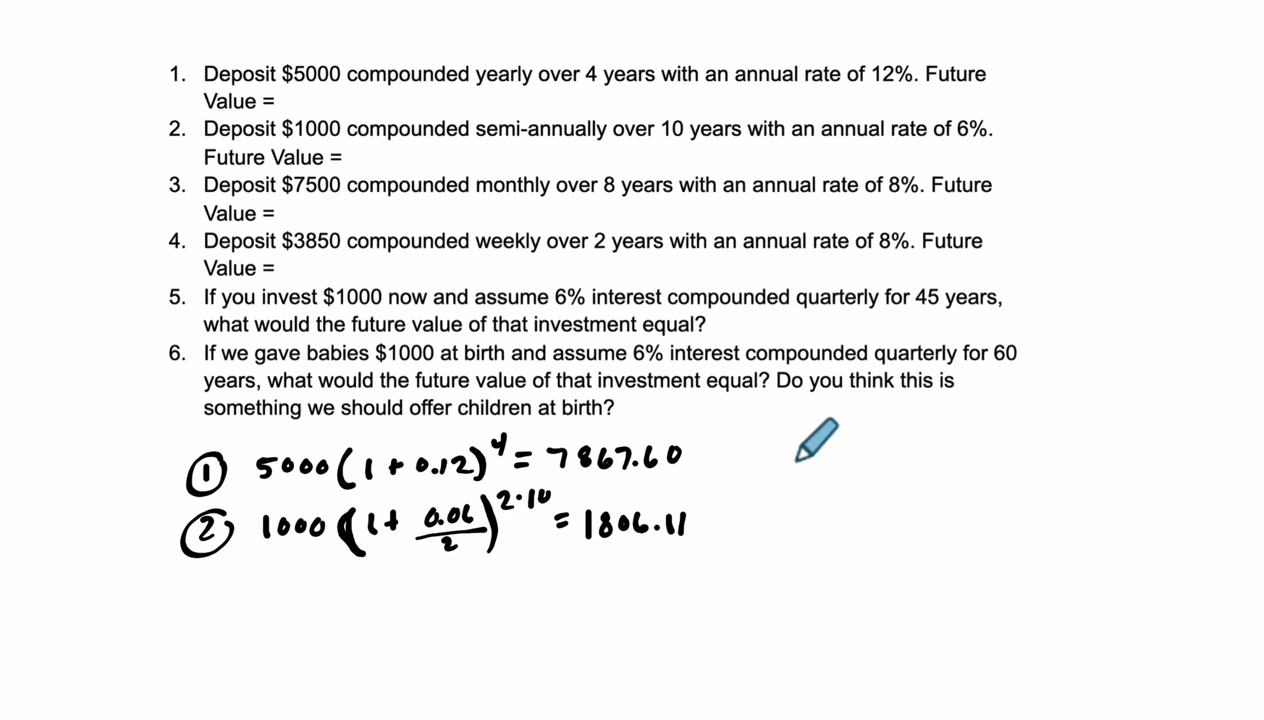 1. Deposit $5000 compounded yearly over 4 years with an annual rate of 12%. Future
Value =
2. Deposit $1000 compounded semi-annually over 10 years with an annual rate of 6%.
Future Value =
3. Deposit $7500 compounded monthly over 8 years with an annual rate of 8%. Future
Value =
4. Deposit $3850 compounded weekly over 2 years with an annual rate of 8%. Future
Value =
5. If you invest $1000 now and assume 6% interest compounded quarterly for 45 years,
what would the future value of that investment equal?
6. If we gave babies $1000 at birth and assume 6% interest compounded quarterly for 60
years, what would the future value of that investment equal? Do you think this is
something we should offer children at birth?
① 5000(1 + 0.12)^4 = 7867.60
② 1000(1 + 0.06/2)^2·10 = 1806.11